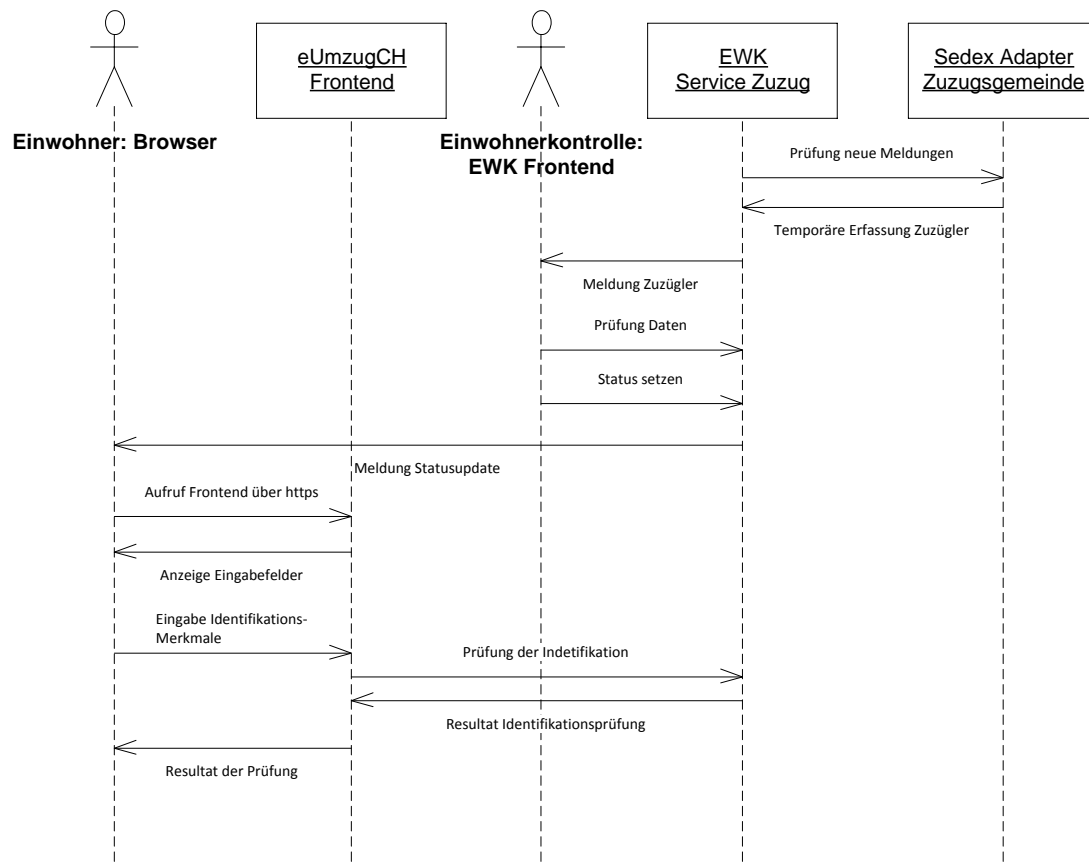 eUmzugCH
Frontend
EWK
Service Zuzug
Sedex Adapter
Zuzugsgemeinde
Einwohner: Browser
Einwohnerkontrolle:
EWK Frontend
Prüfung neue Meldungen
Temporäre Erfassung Zuzügler
Meldung Zuzügler
Prüfung Daten
Status setzen
Meldung Statusupdate
Aufruf Frontend über https
Anzeige Eingabefelder
Eingabe Identifikations-
Merkmale
Prüfung der Indetifikation
Resultat Identifikationsprüfung
Resultat der Prüfung